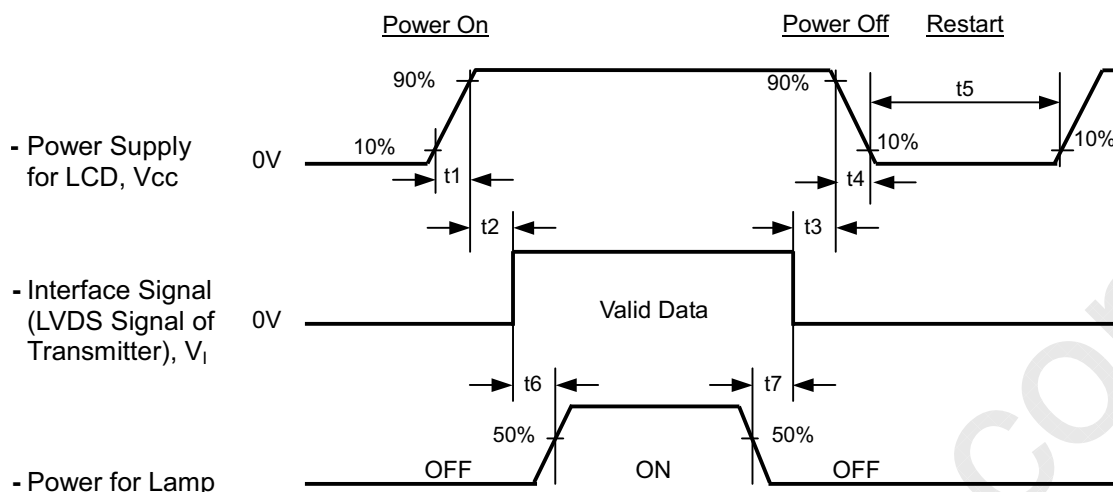 Power On
Power Off
Restart
90%
90%
t5
- Power Supply
for LCD, Vcc
0V
10%
10%
10%
t1
t4
t2
t3
- Interface Signal
(LVDS Signal of
Transmitter), VI
0V
Valid Data
t6
t7
50%
50%
- Power for Lamp
OFF
ON
OFF
com